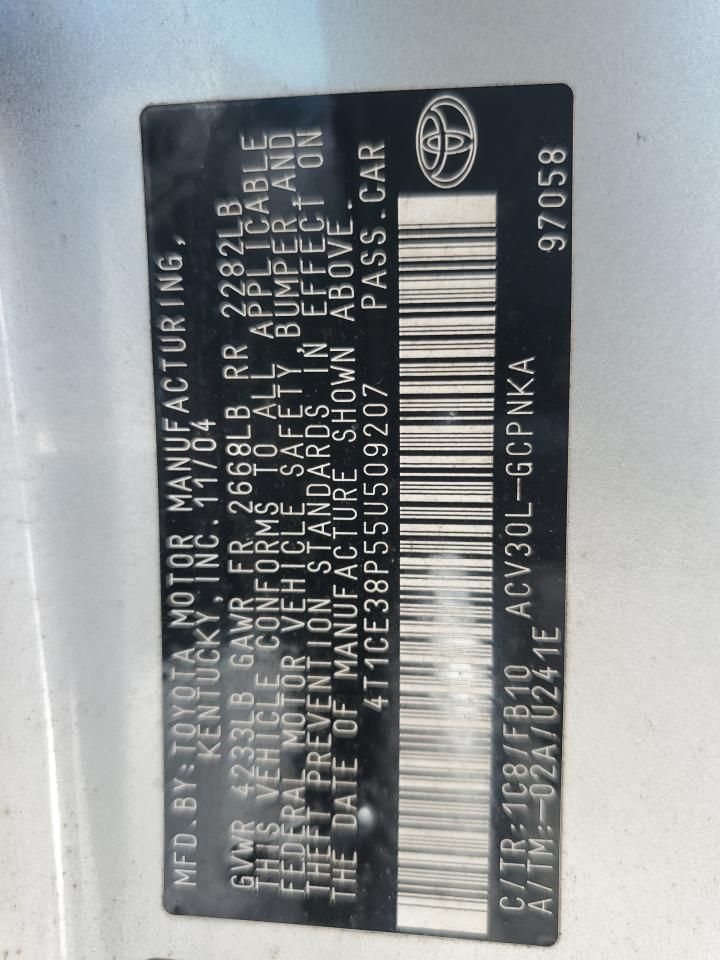 MFD.BY:TOYOTA MOTOR MANUFACTURING,
KENTUCKY,INC.11/04
GVWR 4233LB GAWR FR 2668LB RR 2282LB
THIS VEHICLE CONFORMS TO ALL APPLICABLE
FEDERAL MOTOR VEHICLE SAFETY,BUMPER,AND
THEFT PREVENTION STANDARDS IN EFFECT ON
THE DATE OF MANUFACTURE SHOWN ABOVE.
4T1CE38P55U509207 PASS.CAR
C/TR:1C8/FB10 ACV30L-GCPNKA
A/TM:-02A/U241E 97058